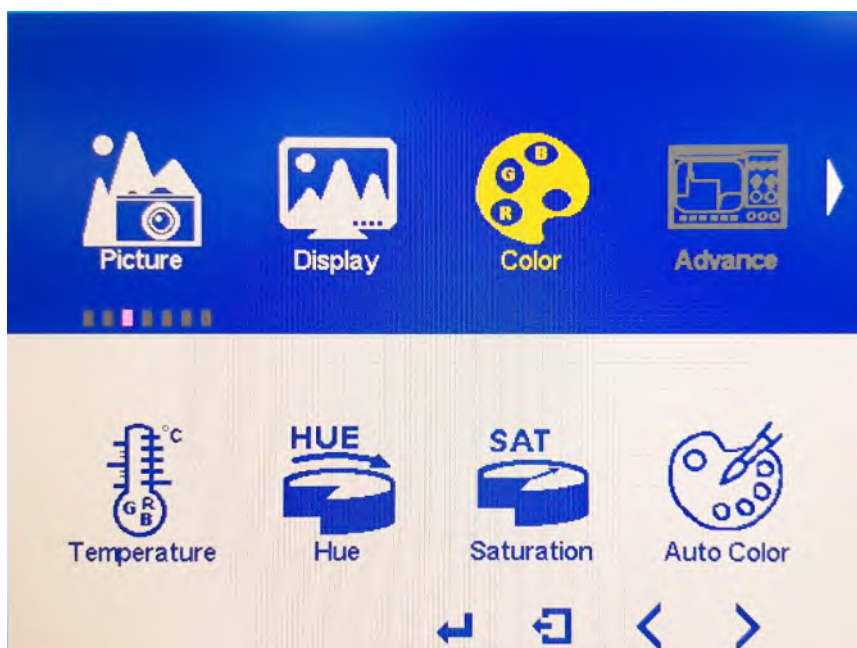 B
G
R
Picture Display Color Advance
°C HUE SAT
G R B
Temperature Hue Saturation Auto Color